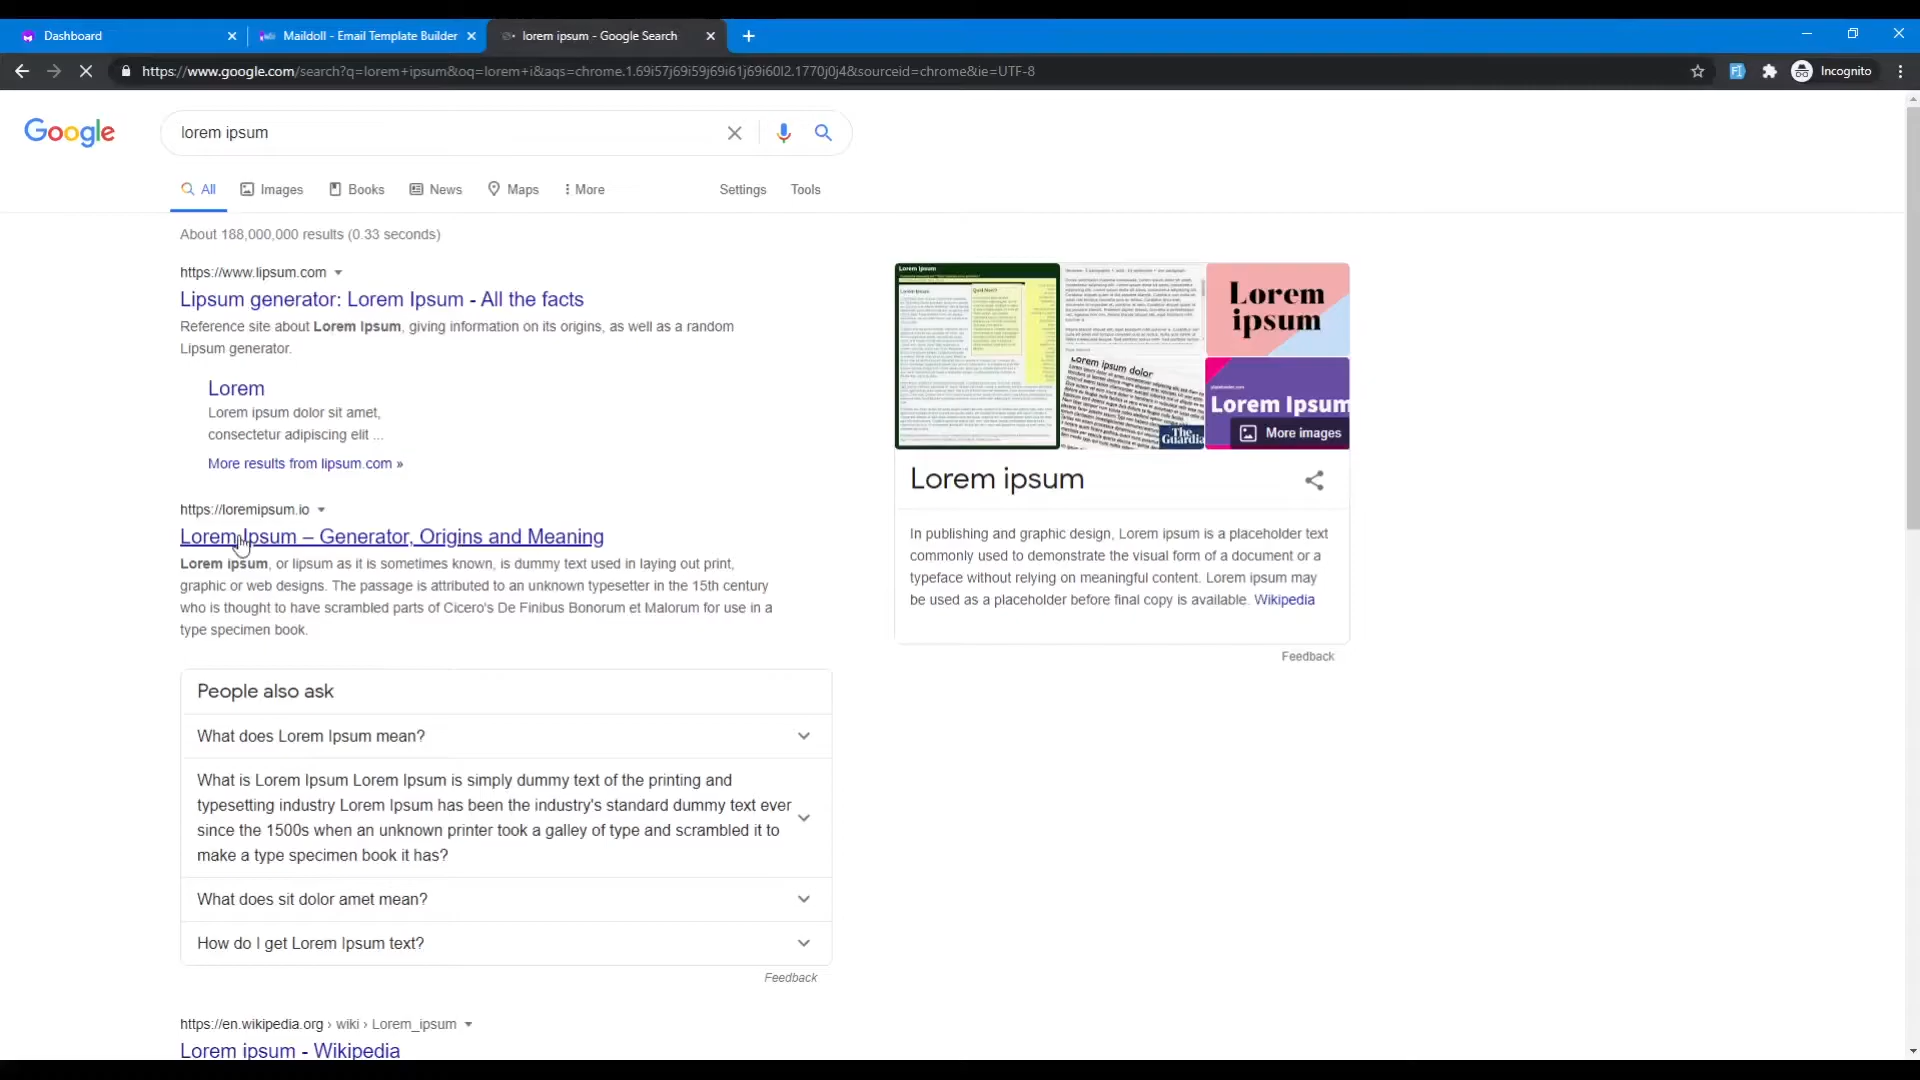 Dashboard
Maildoll - Email Template Builder
lorem ipsum - Google Search
https://www.google.com/search?q=lorem+ipsum&oq=lorem+i&aqs=chrome.1.69i57j69i59j69i61j69i60l2.1770j0j4&sourceid=chrome&ie=UTF-8
Incognito
Google
lorem ipsum
All
Images
Books
News
Maps
More
Settings
Tools
About 188,000,000 results (0.33 seconds)
https://www.lipsum.com
Lipsum generator: Lorem Ipsum - All the facts
Reference site about Lorem Ipsum, giving information on its origins, as well as a random
Lipsum generator.
Lorem
Lorem ipsum dolor sit amet,
consectetur adipiscing elit ...
More results from lipsum.com »
https://loremipsum.io
Lorem Ipsum – Generator, Origins and Meaning
Lorem ipsum, or lipsum as it is sometimes known, is dummy text used in laying out print,
graphic or web designs. The passage is attributed to an unknown typesetter in the 15th century
who is thought to have scrambled parts of Cicero's De Finibus Bonorum et Malorum for use in a
type specimen book.
People also ask
What does Lorem Ipsum mean?
What is Lorem Ipsum Lorem Ipsum is simply dummy text of the printing and
typesetting industry Lorem Ipsum has been the industry's standard dummy text ever
since the 1500s when an unknown printer took a galley of type and scrambled it to
make a type specimen book it has?
What does sit dolor amet mean?
How do I get Lorem Ipsum text?
Feedback
https://en.wikipedia.org › wiki › Lorem_ipsum
Lorem ipsum - Wikipedia
Lorem Ipsum
Lorem ipsum dolor
The
Guardia
Lorem
ipsum
Lorem Ipsum
More images
Lorem ipsum
In publishing and graphic design, Lorem ipsum is a placeholder text
commonly used to demonstrate the visual form of a document or a
typeface without relying on meaningful content. Lorem ipsum may
be used as a placeholder before final copy is available. Wikipedia
Feedback